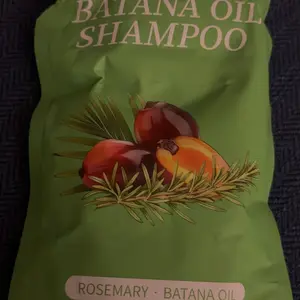 BATANA OIL
SHAMPOO
ROSEMARY · BATANA OIL